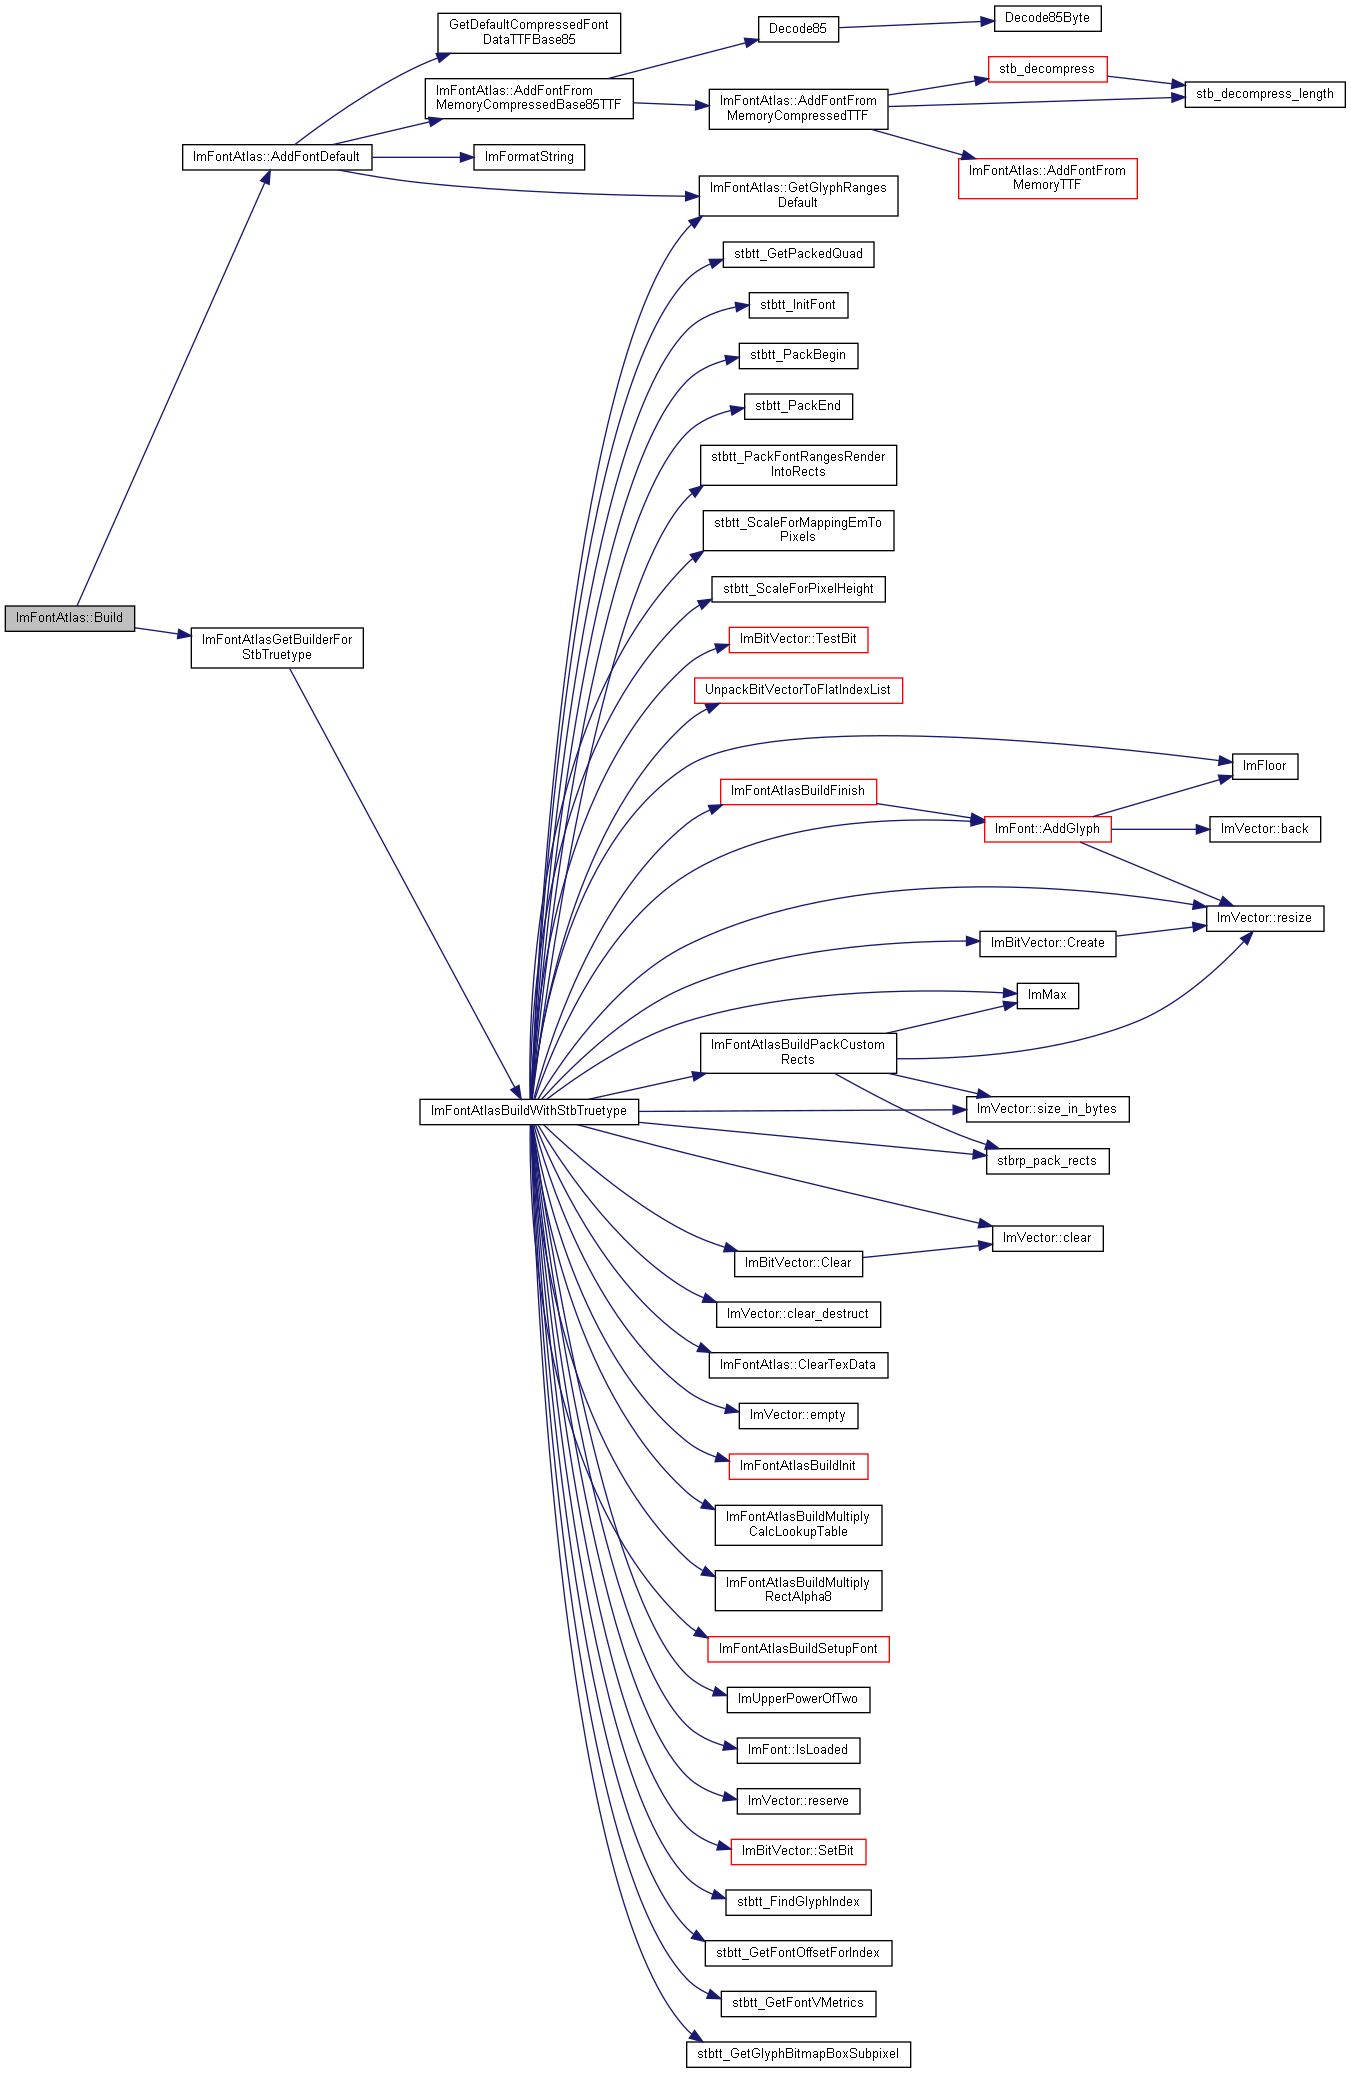 GetDefaultCompressedFont
DataTTFBase85
Decode85
Decode85Byte
ImFontAtlas::AddFontFrom
MemoryCompressedBase85TTF
stb_decompress
stb_decompress_length
ImFontAtlas::AddFontFrom
MemoryCompressedTTF
ImFontAtlas::AddFontDefault
ImFormatString
ImFontAtlas::AddFontFrom
MemoryTTF
ImFontAtlas::GetGlyphRanges
Default
stbtt_GetPackedQuad
stbtt_InitFont
stbtt_PackBegin
stbtt_PackEnd
stbtt_PackFontRangesRender
IntoRects
stbtt_ScaleForMappingEmTo
Pixels
stbtt_ScaleForPixelHeight
ImFontAtlas::Build
ImFontAtlasGetBuilderFor
StbTruetype
ImBitVector::TestBit
UnpackBitVectorToFlatIndexList
ImFloor
ImFontAtlasBuildFinish
ImFont::AddGlyph
ImVector::back
ImVector::resize
ImBitVector::Create
ImMax
ImFontAtlasBuildPackCustom
Rects
ImFontAtlasBuildWithStbTruetype
ImVector::size_in_bytes
stbrp_pack_rects
ImVector::clear
ImBitVector::Clear
ImVector::clear_destruct
ImFontAtlas::ClearTexData
ImVector::empty
ImFontAtlasBuildInit
ImFontAtlasBuildMultiply
CalcLookupTable
ImFontAtlasBuildMultiply
RectAlpha8
ImFontAtlasBuildSetupFont
ImUpperPowerOfTwo
ImFont::IsLoaded
ImVector::reserve
ImBitVector::SetBit
stbtt_FindGlyphIndex
stbtt_GetFontOffsetForIndex
stbtt_GetFontVMetrics
stbtt_GetGlyphBitmapBoxSubpixel